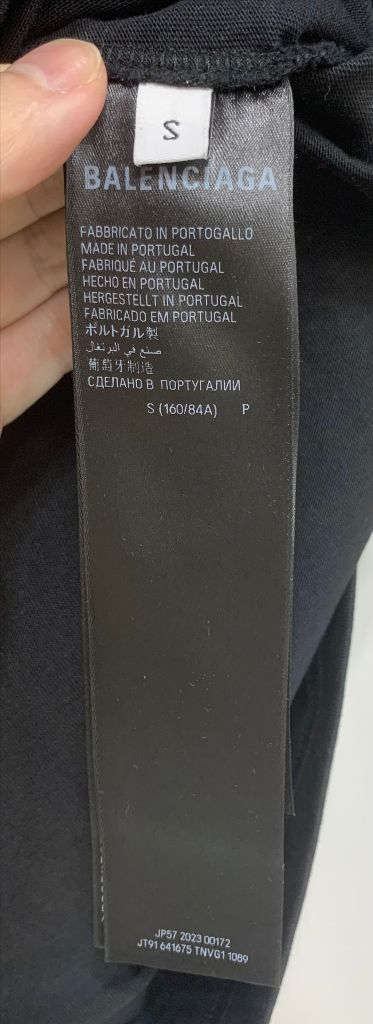 S
BALENCIAGA
FABBRICATO IN PORTOGALLO
MADE IN PORTUGAL
FABRIQUÉ AU PORTUGAL
HECHO EN PORTUGAL
HERGESTELLT IN PORTUGAL
FABRICADO EM PORTUGAL
ポルトガル製
صنع في البرتغال
葡萄牙制造
СДЕЛАНО В ПОРТУГАЛИИ
S (160/84A) P
JP57 2023 00172
JT91 641675 TNVG1 1089